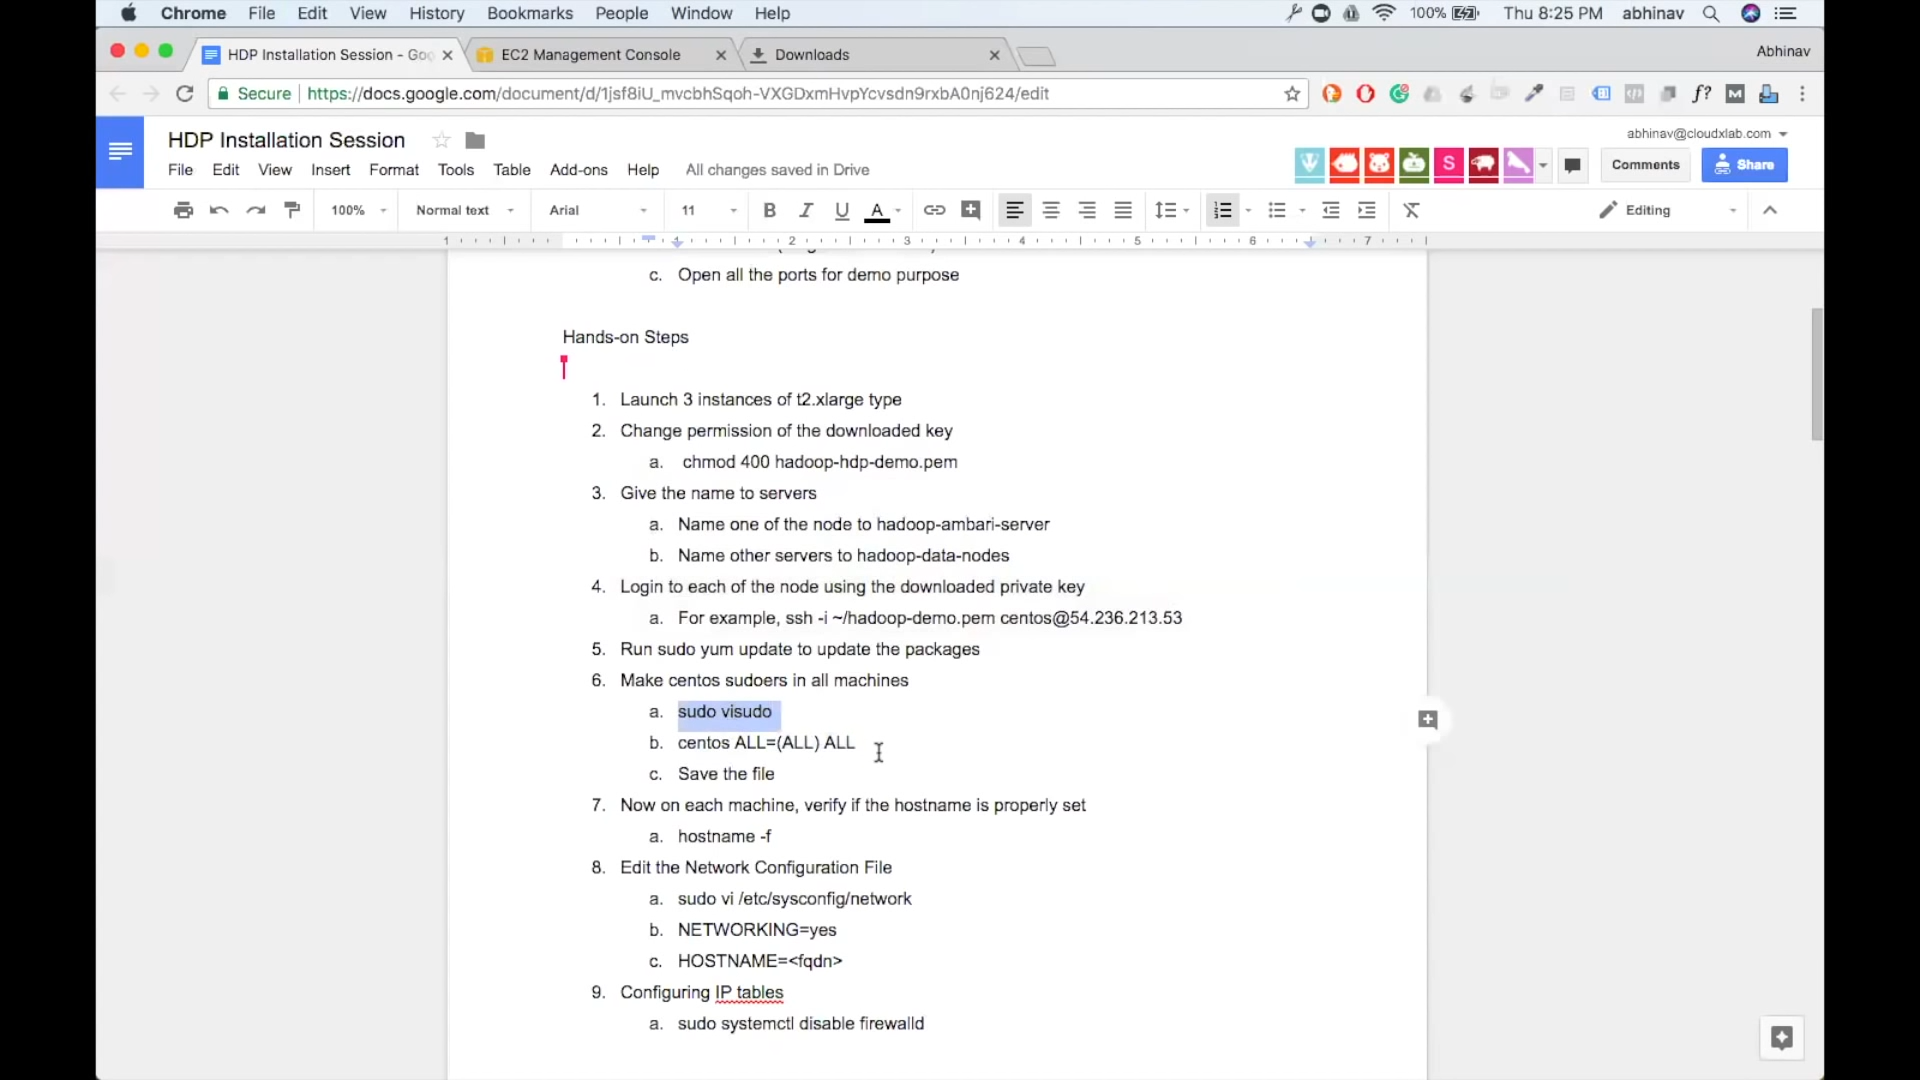 Chrome File Edit View History Bookmarks People Window Help 100% Thu 8:25 PM abhinav
HDP Installation Session - Goo EC2 Management Console Downloads Abhinav
Secure https://docs.google.com/document/d/1jsf8iU_mvcbhSqoh-VXGDxmHvpYcvsdn9rxbA0nj624/edit
HDP Installation Session abhinav@cloudxlab.com
File Edit View Insert Format Tools Table Add-ons Help All changes saved in Drive S Comments Share
100% Normal text Arial 11 B I U A Editing
1 1 2 3 4 5 6 7
c. Open all the ports for demo purpose
Hands-on Steps
1. Launch 3 instances of t2.xlarge type
2. Change permission of the downloaded key
a. chmod 400 hadoop-hdp-demo.pem
3. Give the name to servers
a. Name one of the node to hadoop-ambari-server
b. Name other servers to hadoop-data-nodes
4. Login to each of the node using the downloaded private key
a. For example, ssh -i ~/hadoop-demo.pem centos@54.236.213.53
5. Run sudo yum update to update the packages
6. Make centos sudoers in all machines
a. sudo visudo
b. centos ALL=(ALL) ALL
c. Save the file
7. Now on each machine, verify if the hostname is properly set
a. hostname -f
8. Edit the Network Configuration File
a. sudo vi /etc/sysconfig/network
b. NETWORKING=yes
c. HOSTNAME=<fqdn>
9. Configuring IP tables
a. sudo systemctl disable firewalld